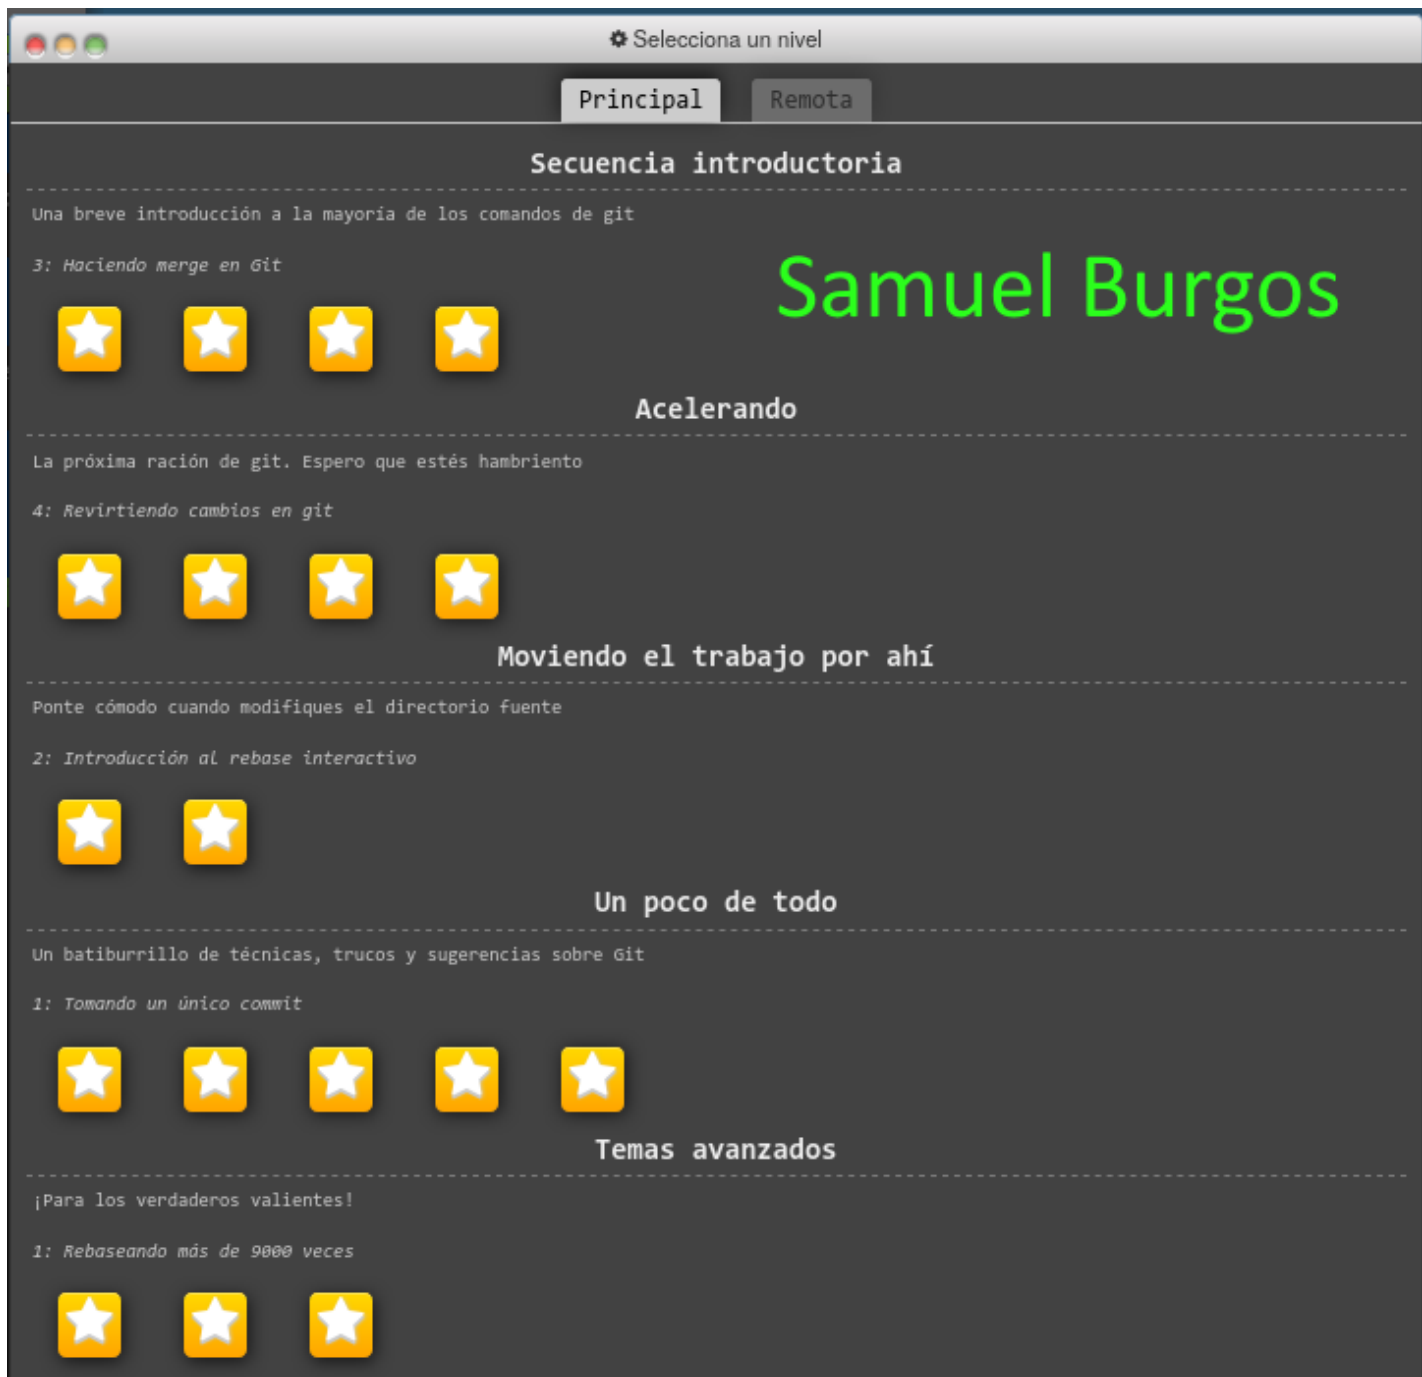 Selecciona un nivel
Principal Remota
Secuencia introductoria
Una breve introducción a la mayoría de los comandos de git
3: Haciendo merge en Git
Samuel Burgos
Acelerando
La próxima ración de git. Espero que estés hambriento
4: Revirtiendo cambios en git
Moviendo el trabajo por ahí
Ponte cómodo cuando modifiques el directorio fuente
2: Introducción al rebase interactivo
Un poco de todo
Un batiburrillo de técnicas, trucos y sugerencias sobre Git
1: Tomando un único commit
Temas avanzados
¡Para los verdaderos valientes!
1: Rebaseando más de 9000 veces